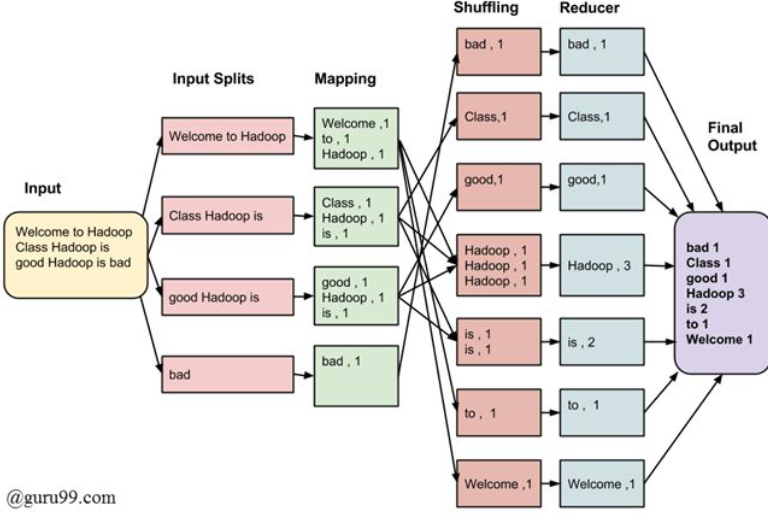 Shuffling
Reducer
Input Splits
Mapping
Final
Output
Input
Welcome to Hadoop
Class Hadoop is
good Hadoop is bad
Welcome to Hadoop
Class Hadoop is
good Hadoop is
bad
Welcome ,1
to , 1
Hadoop , 1
Class , 1
Hadoop , 1
is , 1
good , 1
Hadoop , 1
is , 1
bad , 1
bad , 1
Class,1
good,1
Hadoop , 1
Hadoop , 1
Hadoop , 1
is , 1
is , 1
to , 1
Welcome ,1
bad , 1
Class,1
good,1
Hadoop , 3
is , 2
to , 1
Welcome ,1
bad 1
Class 1
good 1
Hadoop 3
is 2
to 1
Welcome 1
@guru99.com